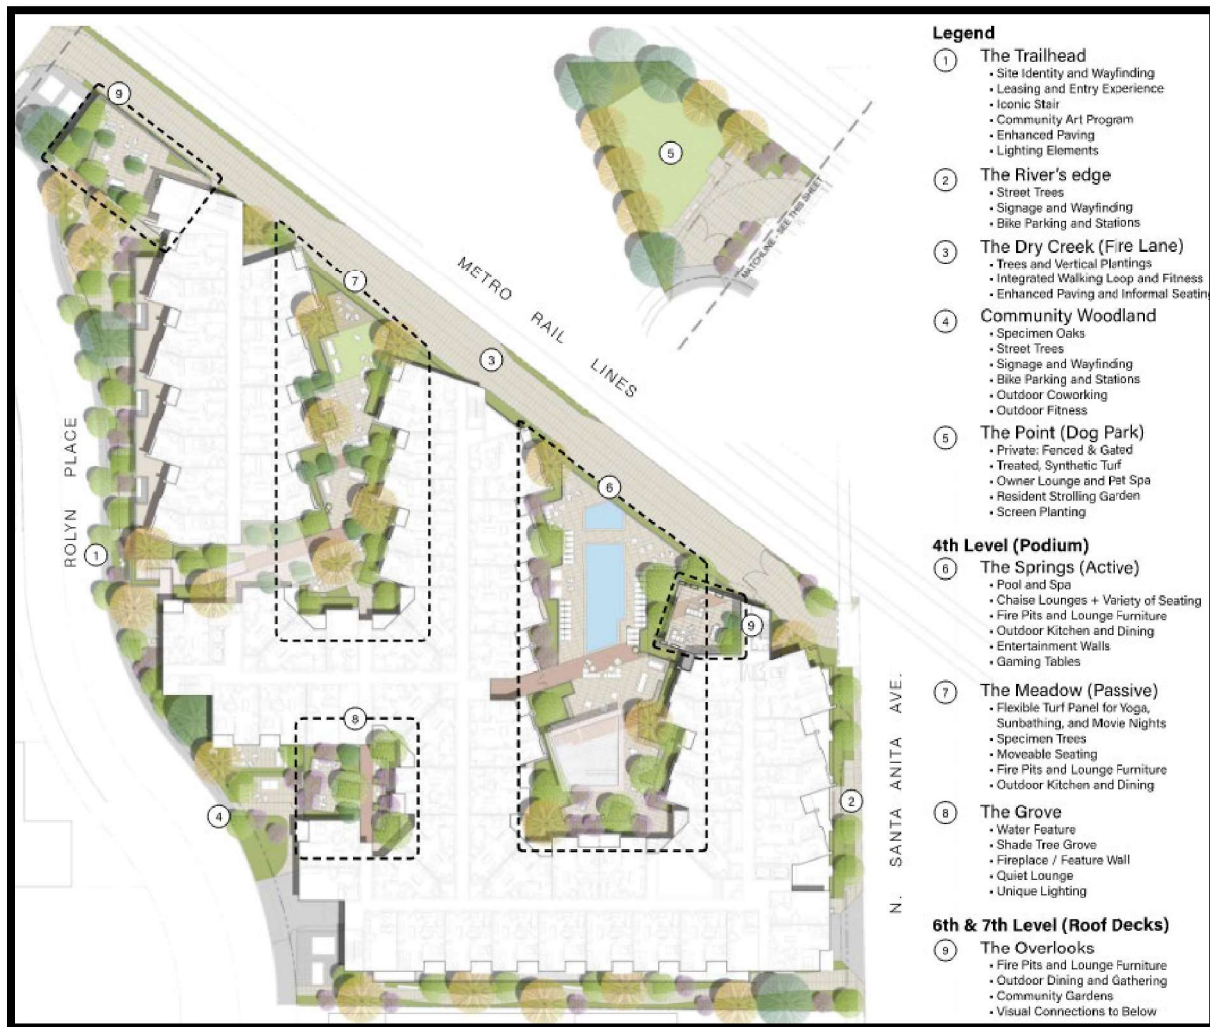 9
5
7
METRO RAIL LINES
MATCHLINE - SEE THIS SHEET
3
6
ROLYN PLACE
1
9
8
N. SANTA ANITA AVE.
2
4
Legend
1 The Trailhead
• Site Identity and Wayfinding
• Leasing and Entry Experience
• Iconic Stair
• Community Art Program
• Enhanced Paving
• Lighting Elements
2 The River's edge
• Street Trees
• Signage and Wayfinding
• Bike Parking and Stations
3 The Dry Creek (Fire Lane)
• Trees and Vertical Plantings
• Integrated Walking Loop and Fitness
• Enhanced Paving and Informal Seating
4 Community Woodland
• Specimen Oaks
• Street Trees
• Signage and Wayfinding
• Bike Parking and Stations
• Outdoor Coworking
• Outdoor Fitness
5 The Point (Dog Park)
• Private: Fenced & Gated
• Treated, Synthetic Turf
• Owner Lounge and Pet Spa
• Resident Strolling Garden
• Screen Planting
4th Level (Podium)
6 The Springs (Active)
• Pool and Spa
• Chaise Lounges + Variety of Seating
• Fire Pits and Lounge Furniture
• Outdoor Kitchen and Dining
• Entertainment Walls
• Gaming Tables
7 The Meadow (Passive)
• Flexible Turf Panel for Yoga,
Sunbathing, and Movie Nights
• Specimen Trees
• Moveable Seating
• Fire Pits and Lounge Furniture
• Outdoor Kitchen and Dining
8 The Grove
• Water Feature
• Shade Tree Grove
• Fireplace / Feature Wall
• Quiet Lounge
• Unique Lighting
6th & 7th Level (Roof Decks)
9 The Overlooks
• Fire Pits and Lounge Furniture
• Outdoor Dining and Gathering
• Community Gardens
• Visual Connections to Below